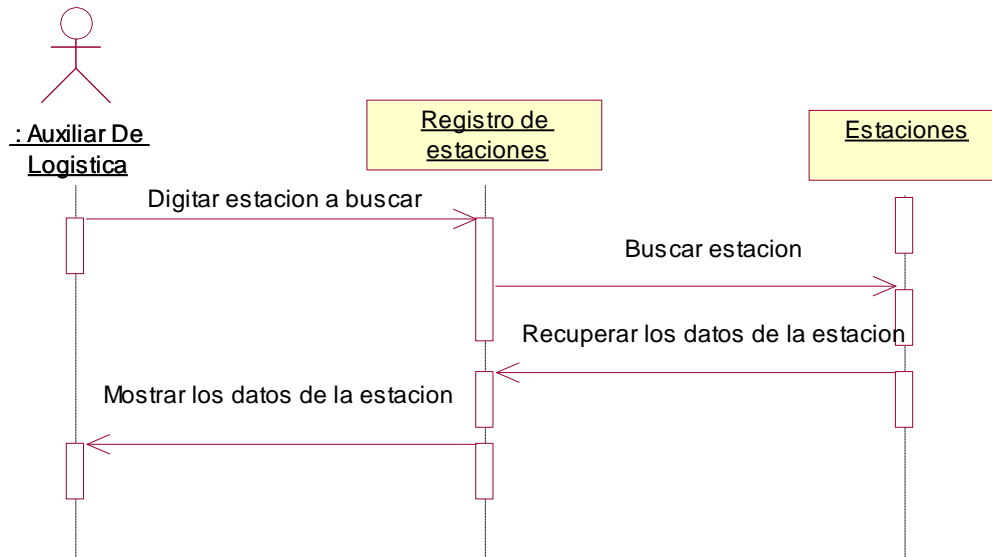 : Auxiliar De
Logistica
Registro de
estaciones
Estaciones
Digitar estacion a buscar
Buscar estacion
Recuperar los datos de la estacion
Mostrar los datos de la estacion